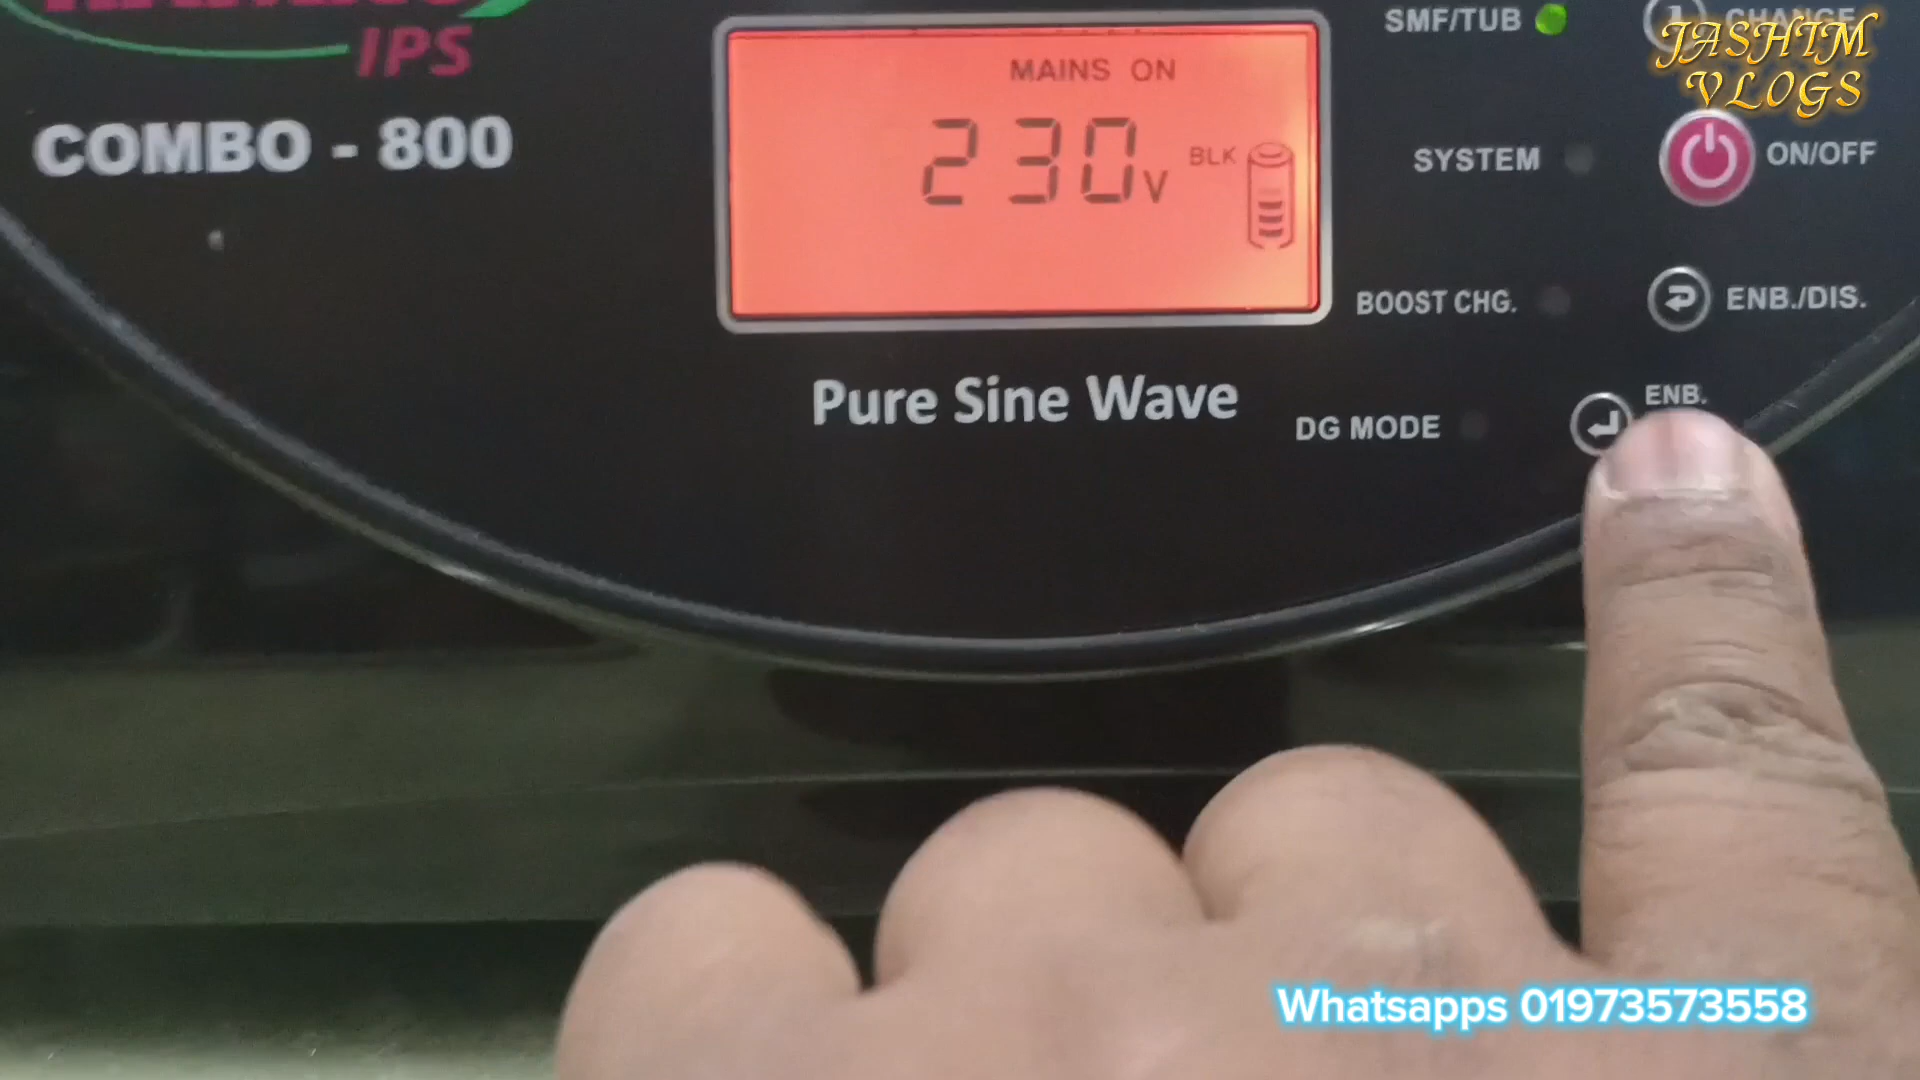 IPS
COMBO - 800
MAINS ON
230V
BLK
Pure Sine Wave
SMF/TUB
CHANGE
SYSTEM
ON/OFF
BOOST CHG.
ENB./DIS.
DG MODE
ENB.
JASHIM
VLOGS
Whatsapps 01973573558